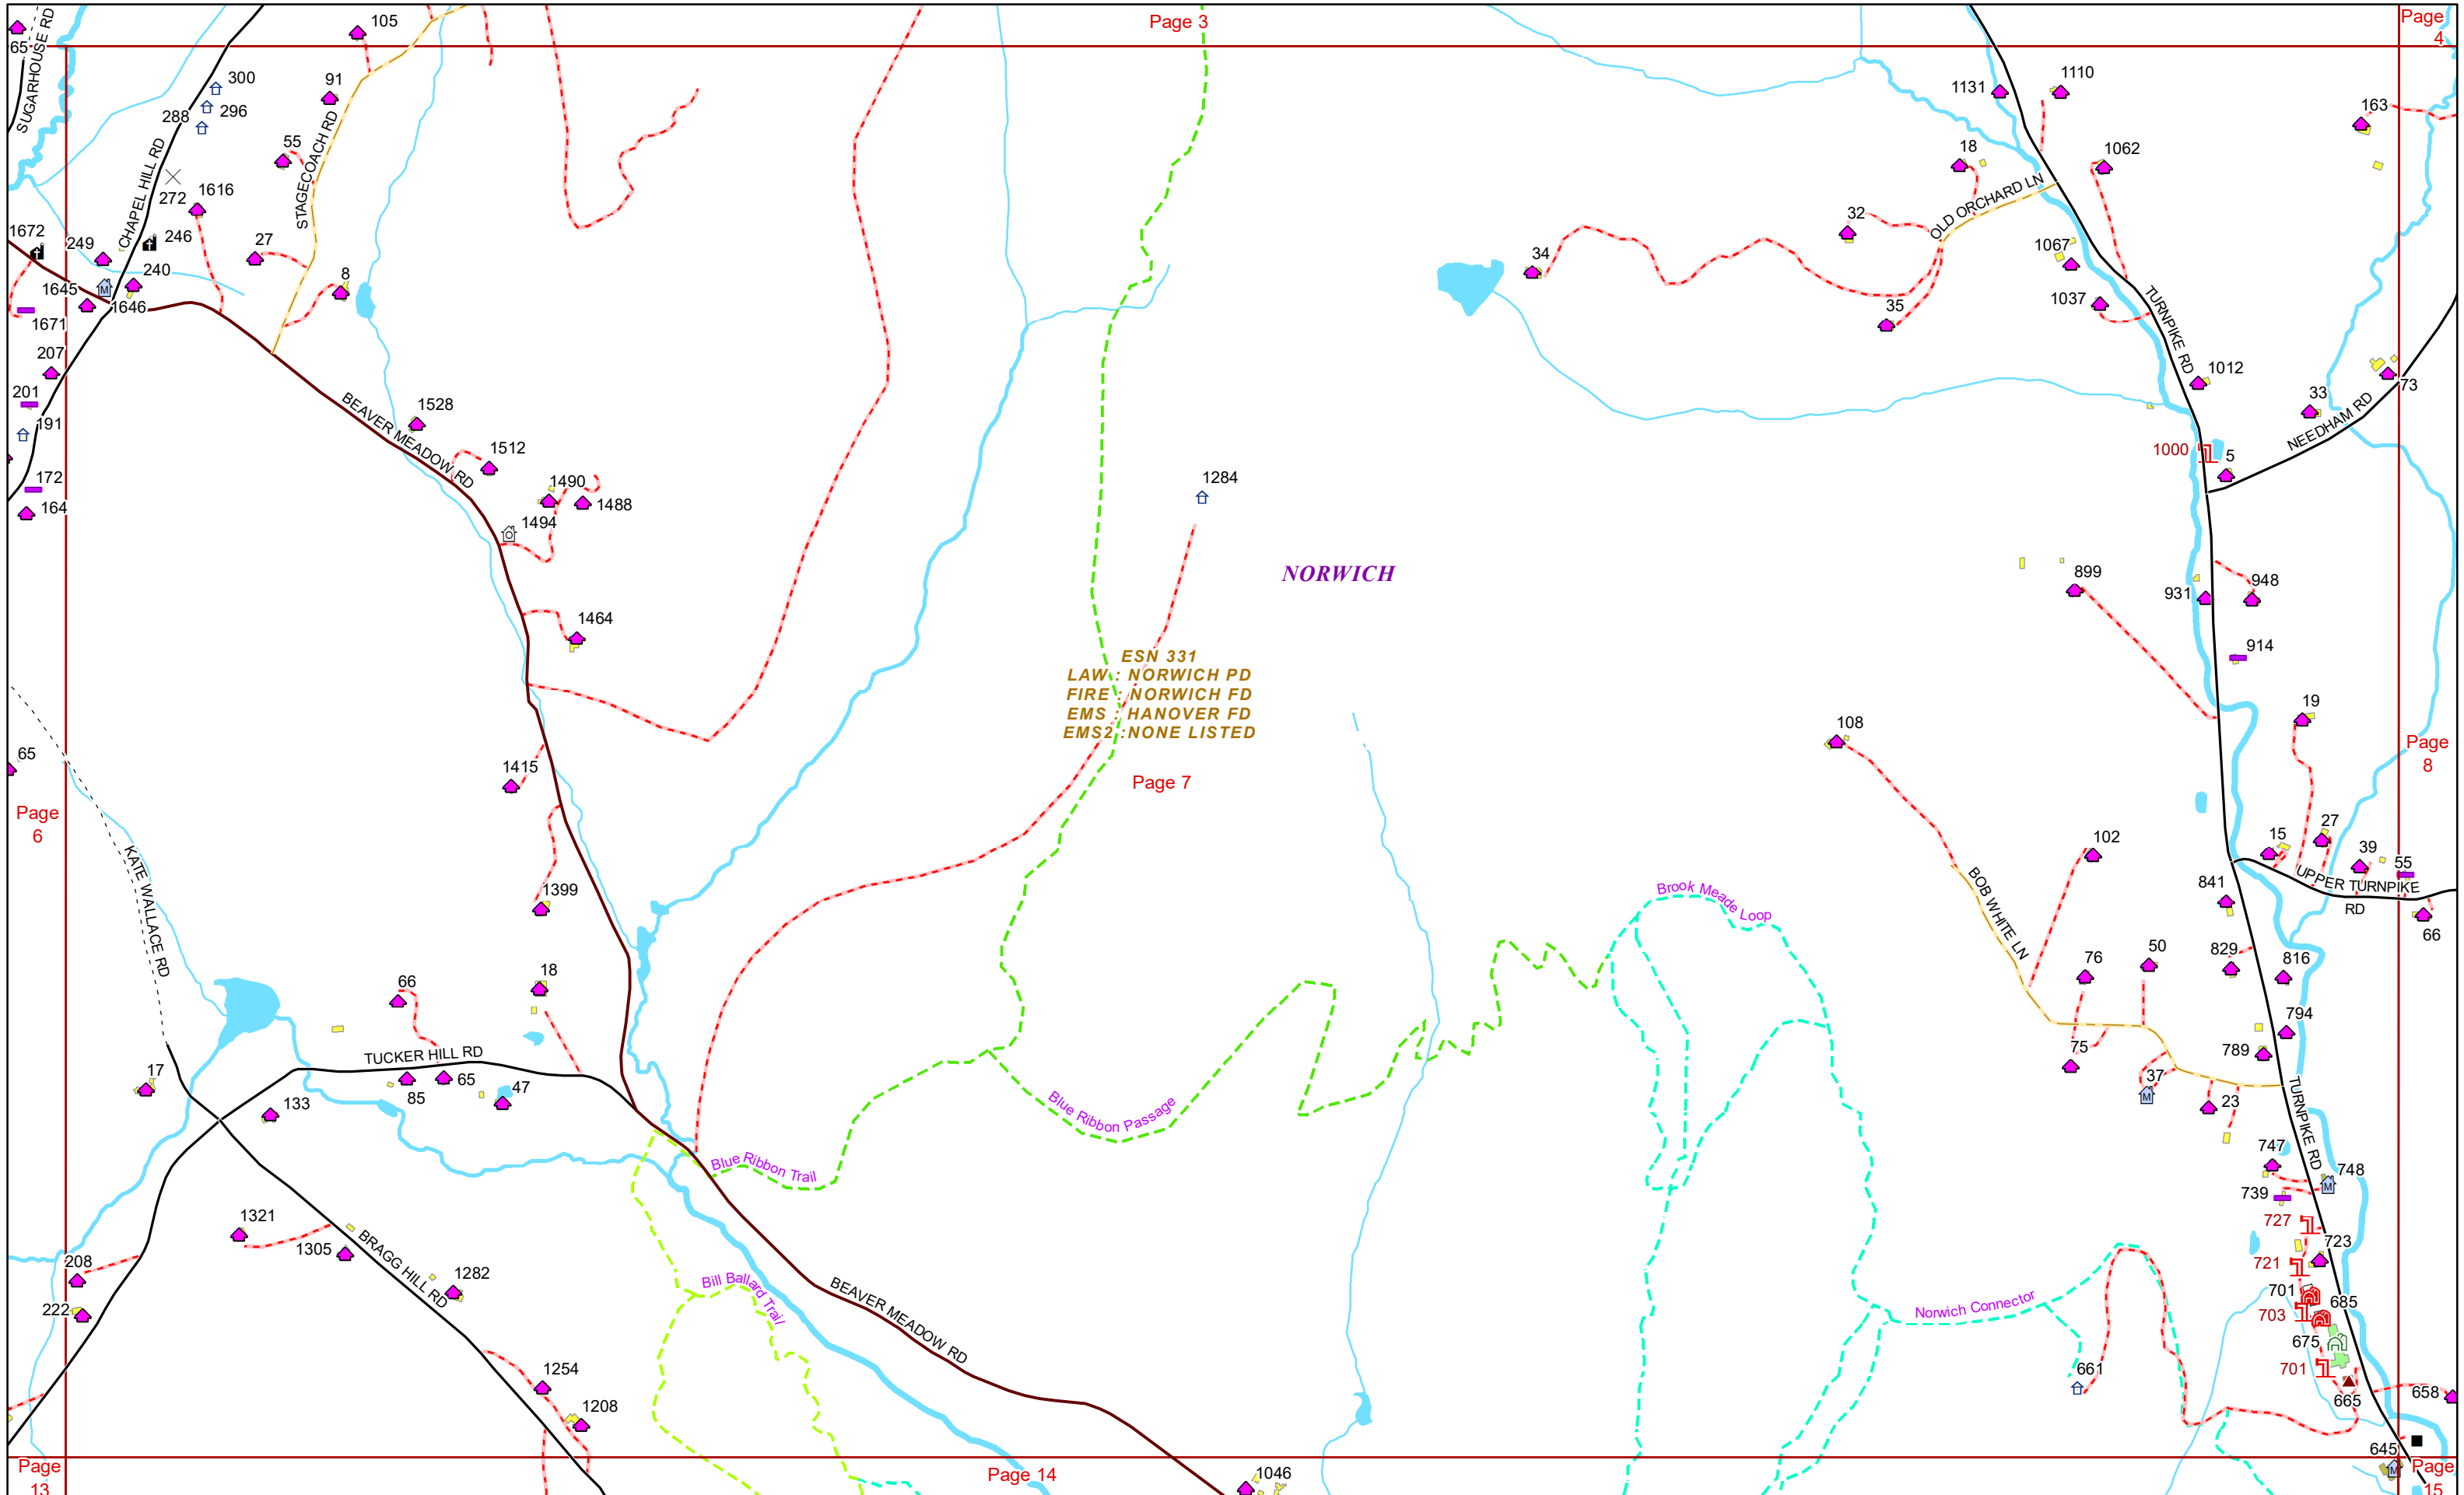 Page 3
Page
4
105
65
SUGARHOUSE RD
300
91
296
288
1131
1110
163
55
STAGECOACH RD
CHAPEL HILL RD
18
1062
272
1616
OLD ORCHARD LN
32
1672
249
246
27
1067
34
240
8
1645
1646
1037
35
TURNPIKE RD
1671
207
1012
73
201
33
BEAVER MEADOW RD
1528
NEEDHAM RD
191
1512
1000
5
172
1490
1284
164
1488
1494
NORWICH
899
948
931
1464
914
ESN 331
LAW : NORWICH PD
FIRE : NORWICH FD
EMS : HANOVER FD
EMS2 :NONE LISTED
19
108
65
1415
Page 7
Page
8
Page
6
27
15
102
39
55
KATE WALLACE RD
UPPER TURNPIKE
RD
BOB WHITE LN
841
1399
Brook Meade Loop
66
76
50
829
816
66
18
794
TUCKER HILL RD
75
789
17
65
47
85
133
37
23
Blue Ribbon Passage
TURNPIKE RD
Blue Ribbon Trail
747
748
739
1321
727
1305
BRAGG HILL RD
723
208
721
1282
Bill Ballard Trail
BEAVER MEADOW RD
701
685
222
Norwich Connector
703
675
1254
661
701
658
665
1208
645
Page
13
Page 14
1046
Page
15
M
M
M
M
O